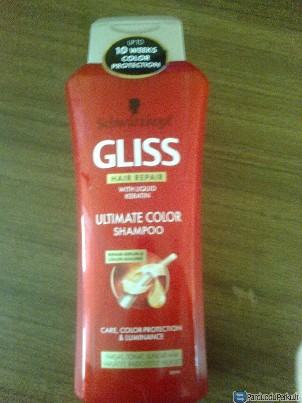 UP TO
10 WEEKS
COLOR
PROTECTION
Schwarzkopf
GLISS
HAIR REPAIR
WITH LIQUID
KERATIN
ULTIMATE COLOR
SHAMPOO
CARE, COLOR PROTECTION
& LUMINANCE